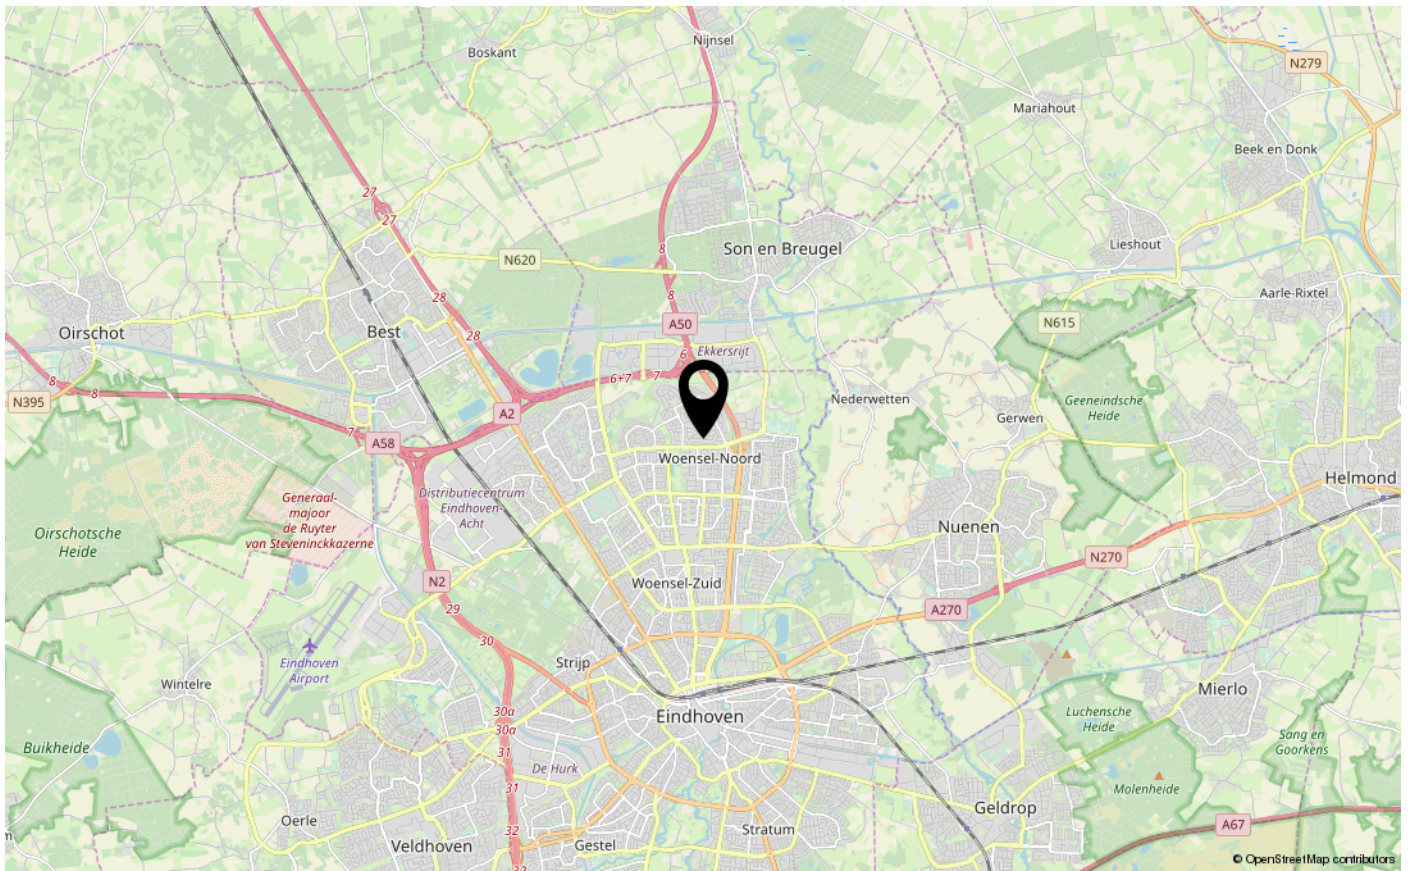 Boskant
Nijnsel
N279
Mariahout
Beek en Donk
27
27
Son en Breugel
8
Lieshout
N620
8
28
Aarle-Rixtel
A50
N615
Oirschot
Best
28
6
Ekkersrijt
6+7
7
8
8
N395
A2
Nederwetten
Geeneindsche
Heide
Gerwen
7
A58
Woensel-Noord
Helmond
Distributiecentrum
Eindhoven-
Acht
Generaal-
majoor
de Ruyter
van Steveninckkazerne
Oirschotsche
Heide
Nuenen
N270
N2
Woensel-Zuid
29
A270
30
Strijp
Eindhoven
Airport
Wintelre
Mierlo
30a
30a
Eindhoven
Luchensche
Heide
Buikheide
31
Sang en
Goorkens
De Hurk
31
Molenheide
Geldrop
Oerle
32
Stratum
A67
m
Veldhoven
Gestel
32
© OpenStreetMap contributors